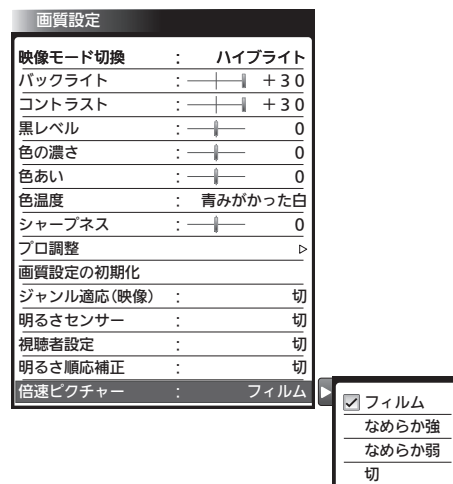 画質設定
映像モード切換 : ハイブライト
バックライト : +30
コントラスト : +30
黒レベル : 0
色の濃さ : 0
色あい : 0
色温度 : 青みがかった白
シャープネス : 0
プロ調整
画質設定の初期化
ジャンル適応(映像) : 切
明るさセンサー : 切
視聴者設定 : 切
明るさ順応補正 : 切
倍速ピクチャー : フィルム
フィルム
なめらか強
なめらか弱
切